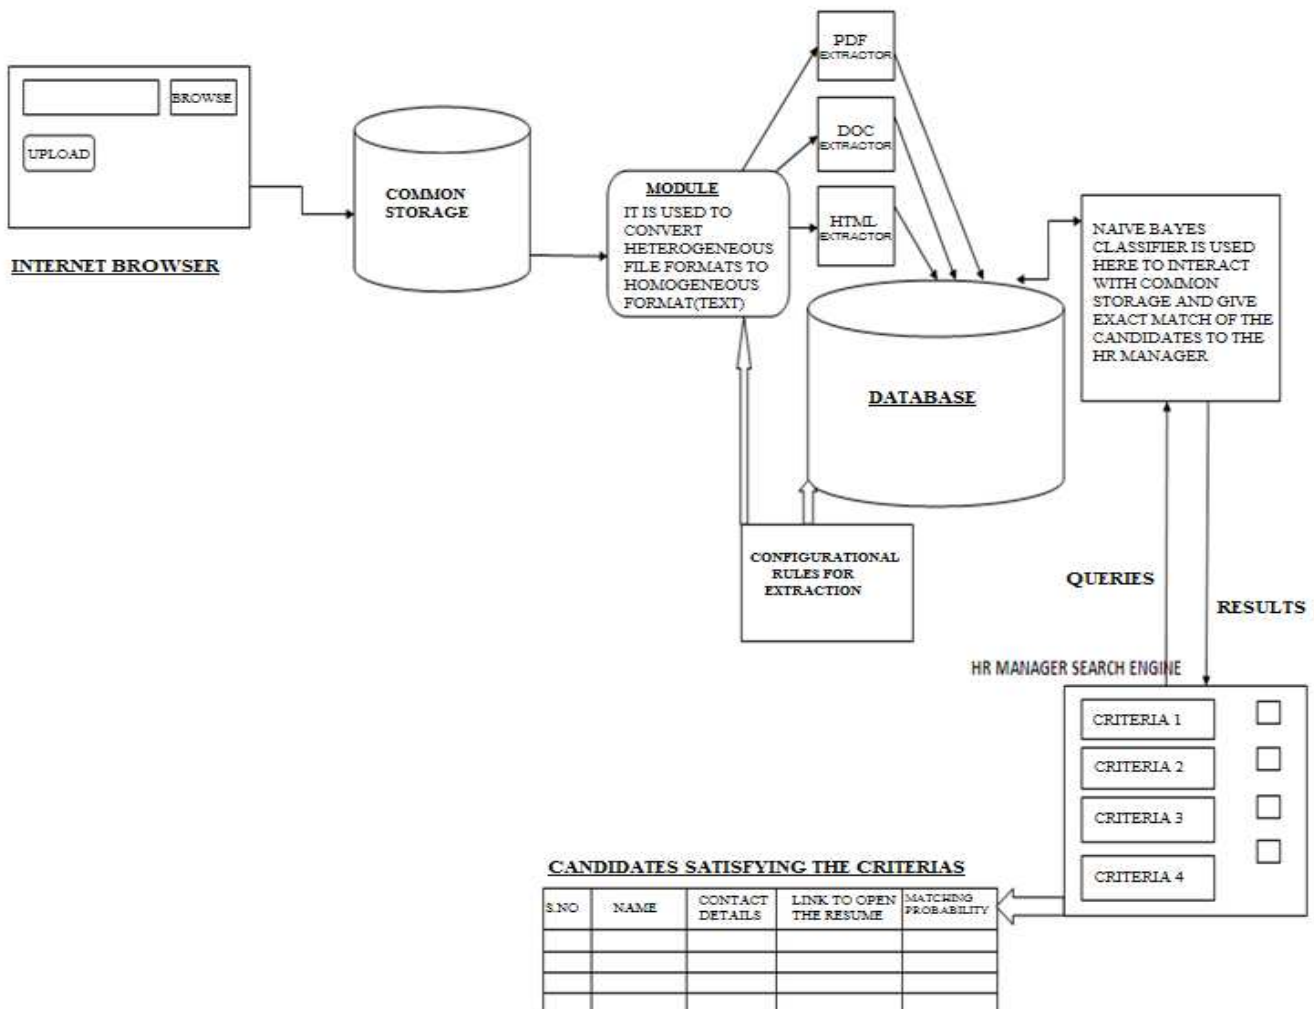 PDF
EXTRACTOR
BROWSE
UPLOAD
DOC
EXTRACTOR
COMMON
STORAGE
MODULE
IT IS USED TO
CONVERT
HETEROGENEOUS
FILE FORMATS TO
HOMOGENEOUS
FORMAT(TEXT)
HTML
EXTRACTOR
NAIVE BAYES
CLASSIFIER IS USED
HERE TO INTERACT
WITH COMMON
STORAGE AND GIVE
EXACT MATCH OF THE
CANDIDATES TO THE
HR MANAGER
INTERNET BROWSER
DATABASE
CONFIGURATIONAL
RULES FOR
EXTRACTION
QUERIES
RESULTS
HR MANAGER SEARCH ENGINE
CRITERIA 1
CRITERIA 2
CRITERIA 3
CRITERIA 4
CANDIDATES SATISFYING THE CRITERIAS
S.NO
NAME
CONTACT
DETAILS
LINK TO OPEN
THE RESUME
MATCHING
PROBABILITY